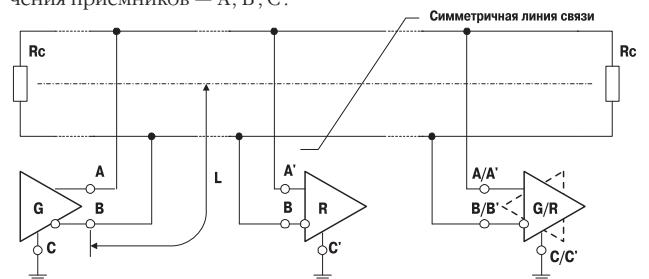 чения приемников — A', B', C'.
Симметричная линия связи
Rc
Rc
A
A'
A/A'
L
G
B
B
R
B/B'
G/R
C
C'
C/C'